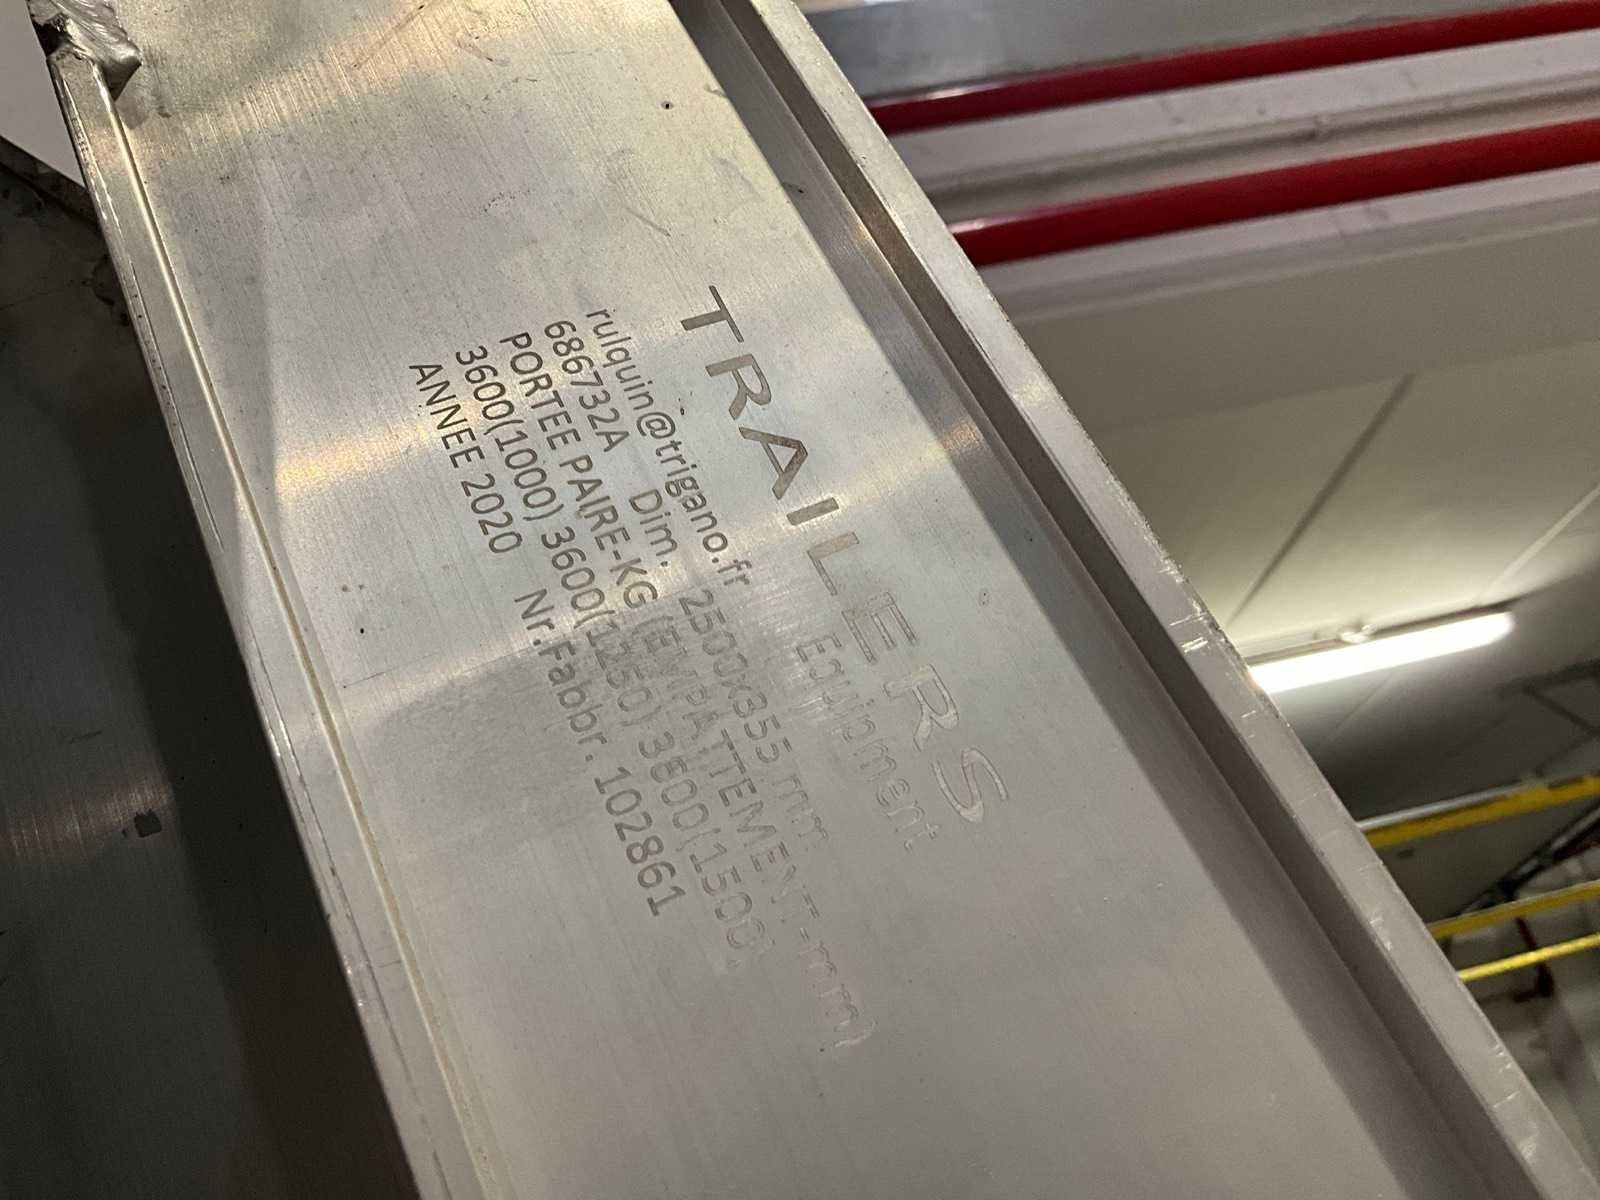 TRAILERS
Equipment
rulquin@trigano.fr
686732A Dim. 2500x355 mm
PORTEE PAIRE-KG (EMPATTEMENT-mm)
3600(1000) 3600(1250) 3600(1500)
ANNEE 2020 Nr.Fabbr. 102861